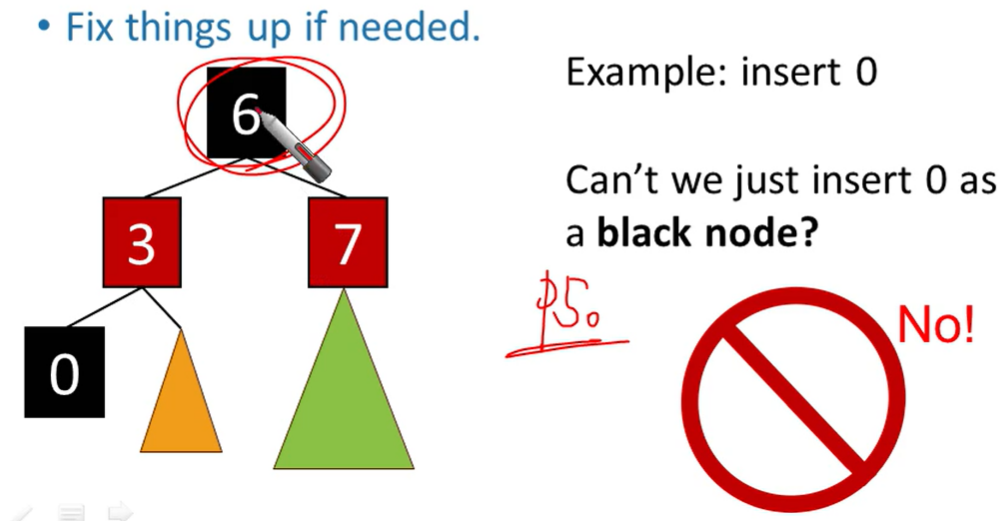 • Fix things up if needed.
6
Example: insert 0
Can't we just insert 0 as
a black node?
3
7
No!
0